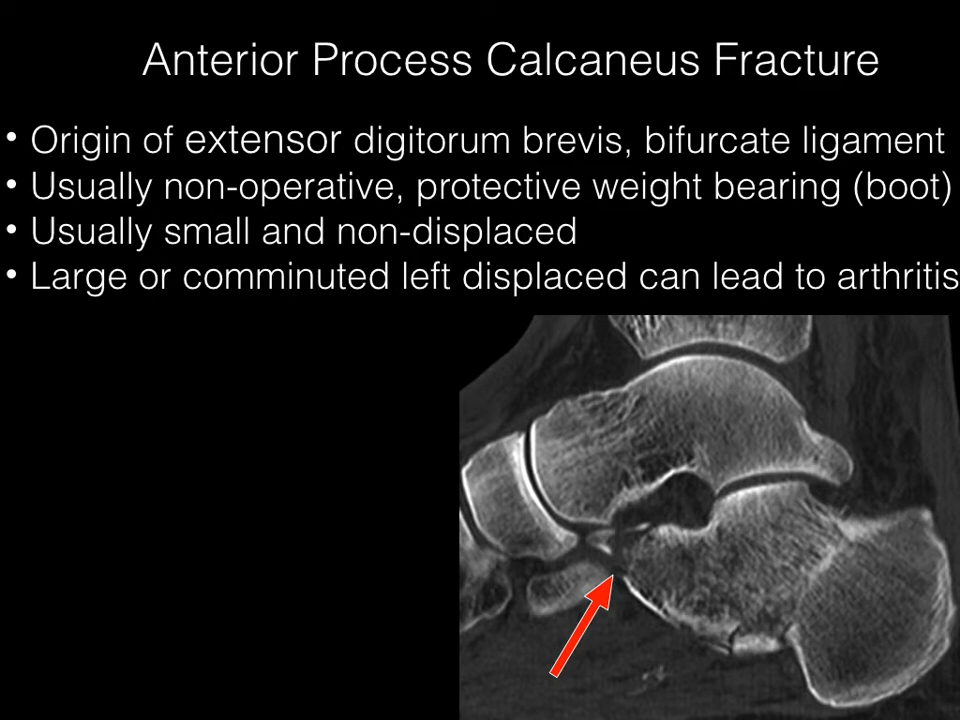 Anterior Process Calcaneus Fracture
• Origin of extensor digitorum brevis, bifurcate ligament
• Usually non-operative, protective weight bearing (boot)
• Usually small and non-displaced
• Large or comminuted left displaced can lead to arthritis